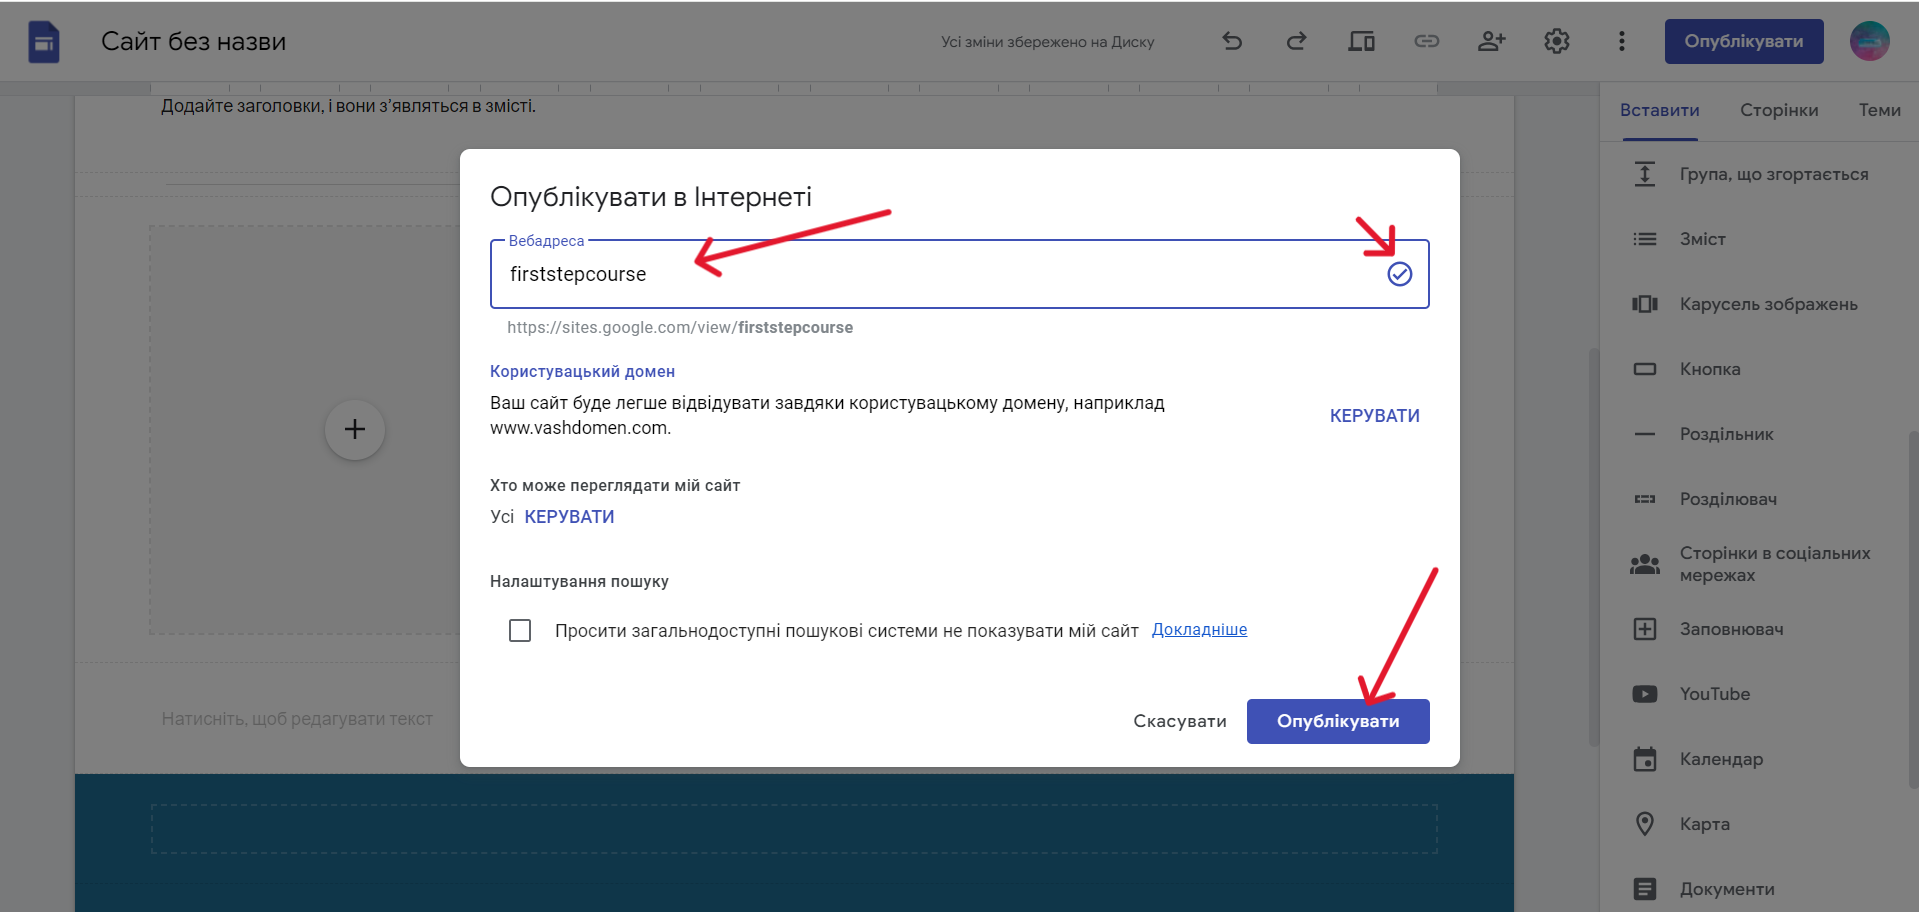 Сайт без назви
Усі зміни збережено на Диску
Опублікувати
Додайте заголовки, і вони з’являться в змісті.
Вставити
Сторінки
Теми
Опублікувати в Інтернеті
Вебадреса
firststepcourse
https://sites.google.com/view/firststepcourse
Користувацький домен
Ваш сайт буде легше відвідувати завдяки користувацькому домену, наприклад
www.vashdomen.com.
КЕРУВАТИ
Хто може переглядати мій сайт
Усі КЕРУВАТИ
Налаштування пошуку
Просити загальнодоступні пошукові системи не показувати мій сайт Докладніше
Скасувати
Опублікувати
Натисніть, щоб редагувати текст
Група, що згортається
Зміст
Карусель зображень
Кнопка
Роздільник
Розділювач
Сторінки в соціальних
мережах
Заповнювач
YouTube
Календар
Карта
Документи